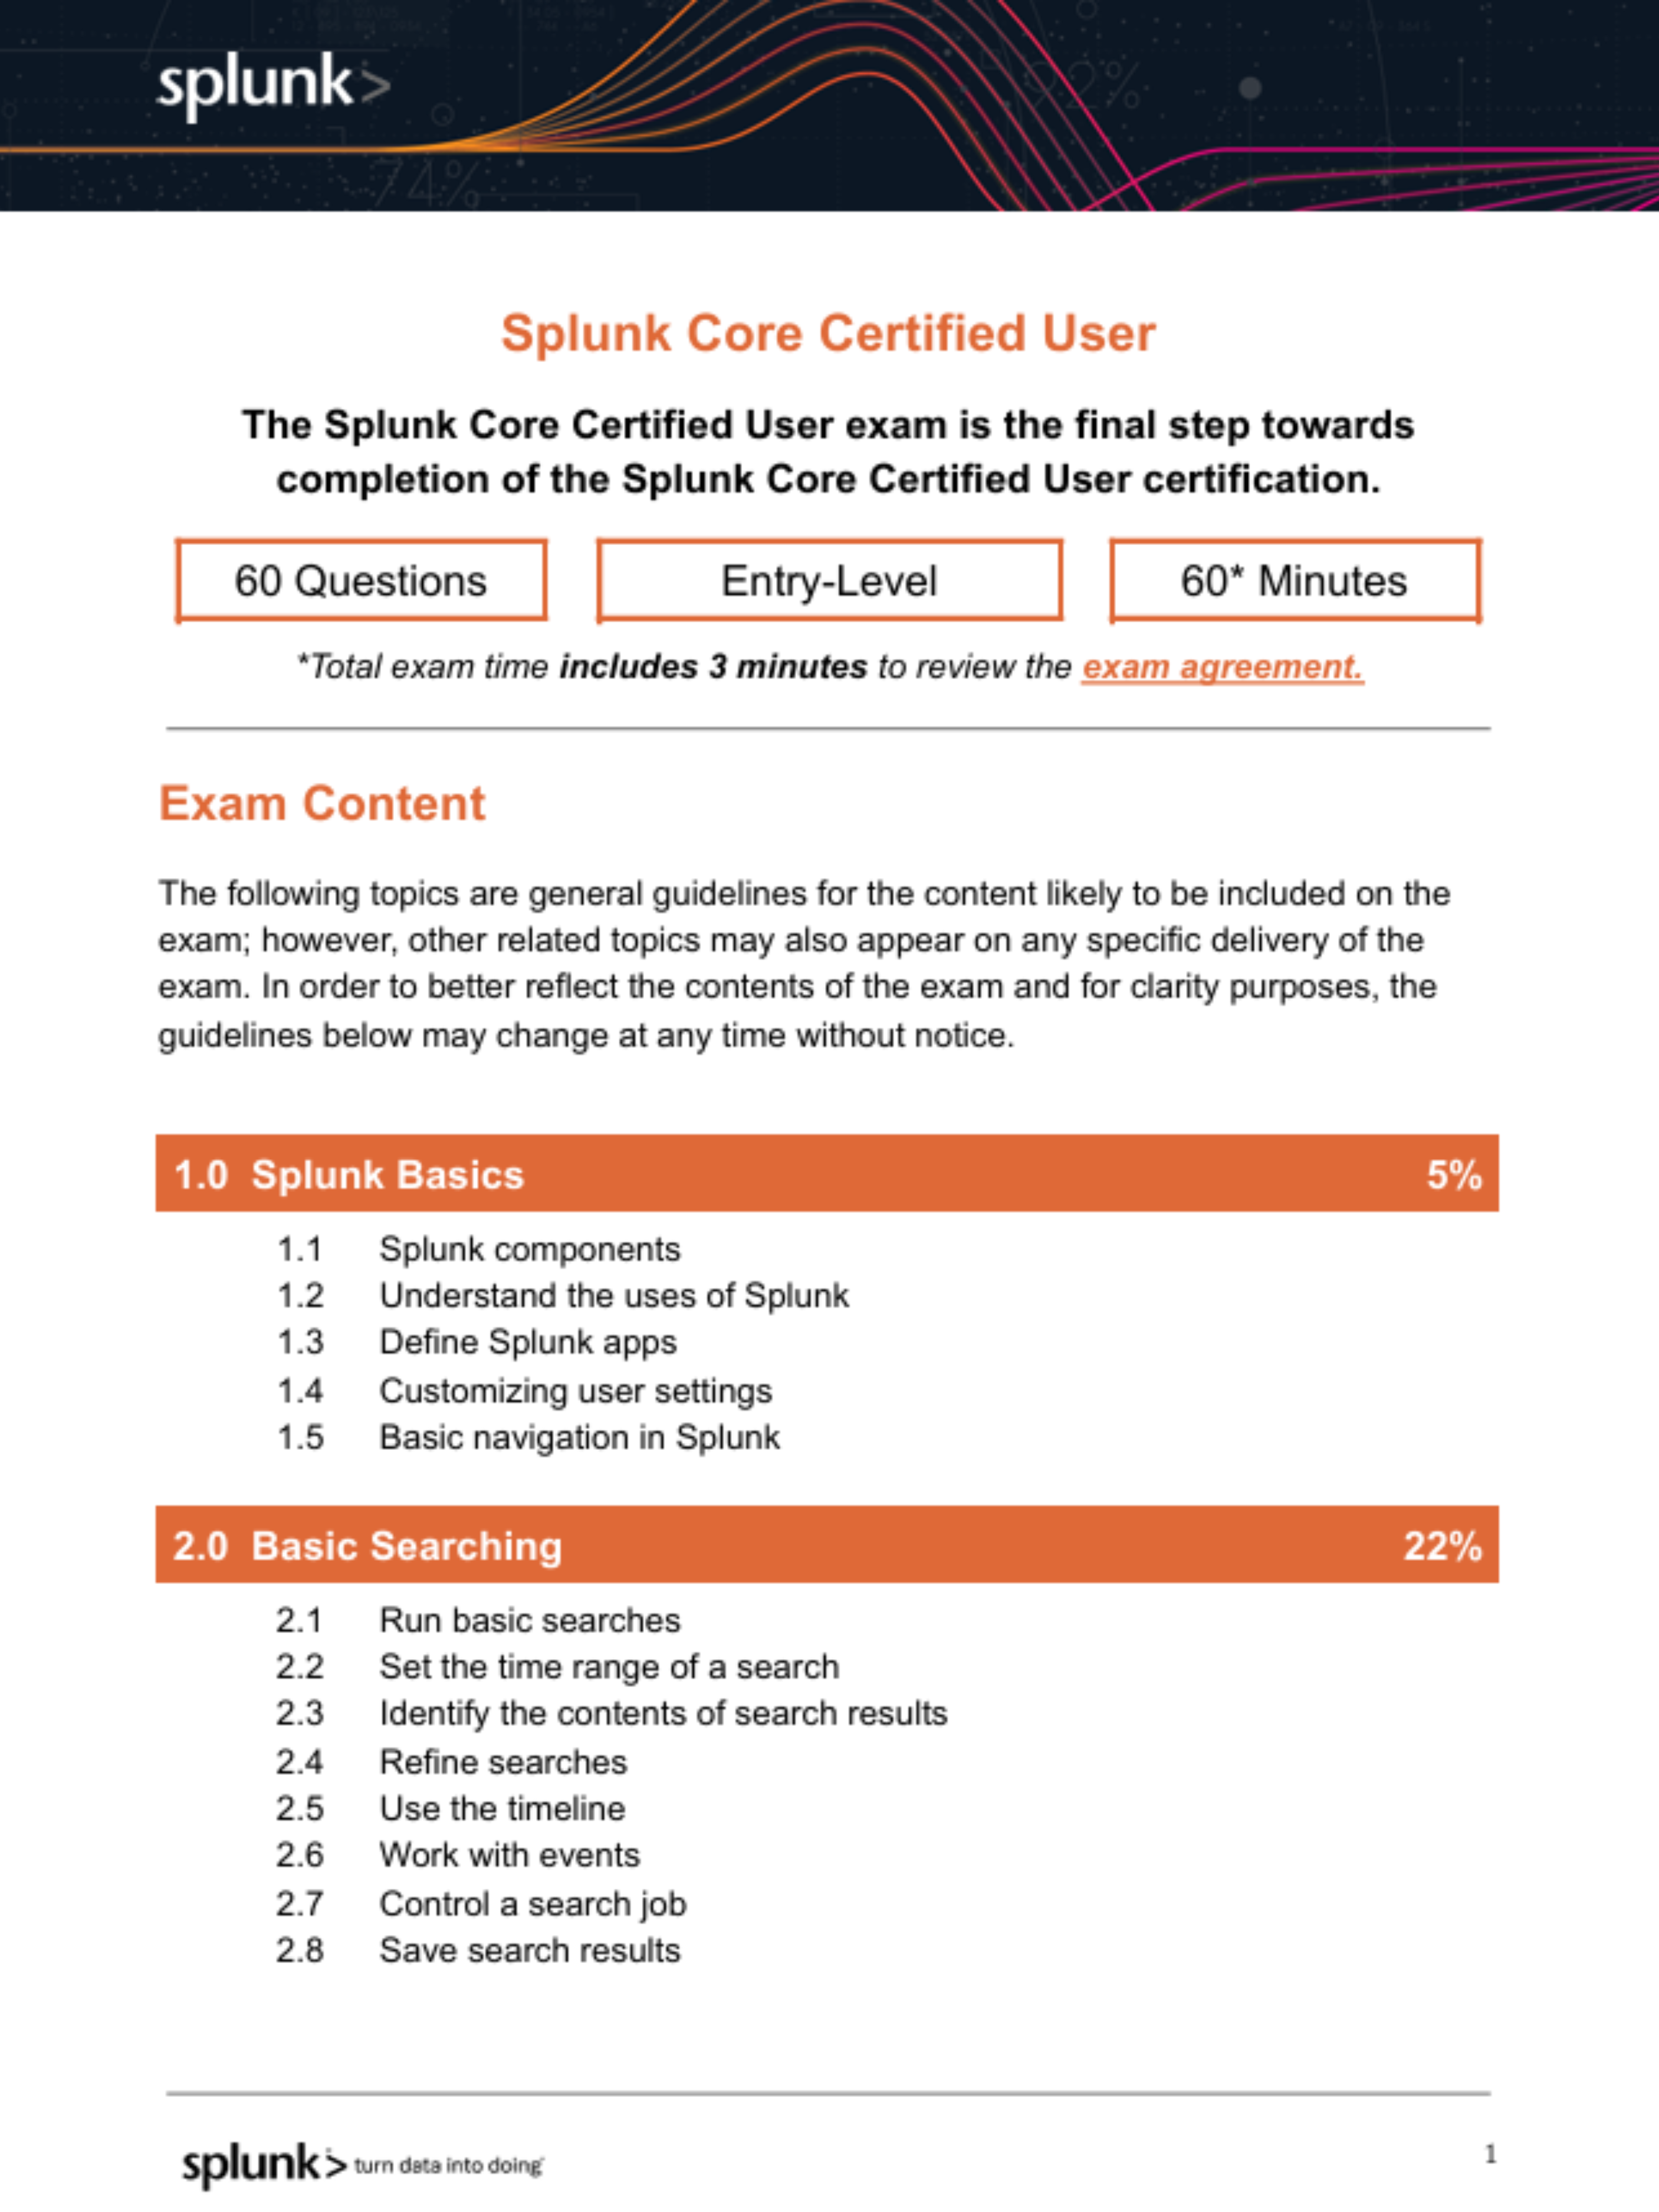 splunk>
74%
92%
Splunk Core Certified User
The Splunk Core Certified User exam is the final step towards
completion of the Splunk Core Certified User certification.
60 Questions
Entry-Level
60* Minutes
*Total exam time includes 3 minutes to review the exam agreement.
Exam Content
The following topics are general guidelines for the content likely to be included on the
exam; however, other related topics may also appear on any specific delivery of the
exam. In order to better reflect the contents of the exam and for clarity purposes, the
guidelines below may change at any time without notice.
1.0 Splunk Basics 5%
1.1 Splunk components
1.2 Understand the uses of Splunk
1.3 Define Splunk apps
1.4 Customizing user settings
1.5 Basic navigation in Splunk
2.0 Basic Searching 22%
2.1 Run basic searches
2.2 Set the time range of a search
2.3 Identify the contents of search results
2.4 Refine searches
2.5 Use the timeline
2.6 Work with events
2.7 Control a search job
2.8 Save search results
splunk> turn data into doing
1